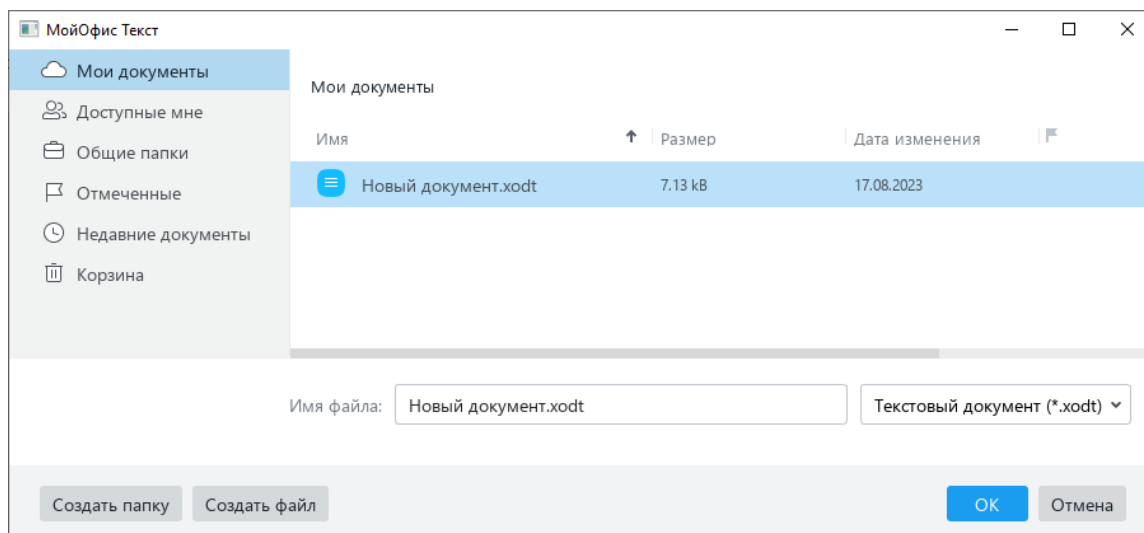 МойОфис Текст
Мои документы
Доступные мне
Общие папки
Отмеченные
Недавние документы
Корзина
Мои документы
Имя Размер Дата изменения
Новый документ.xodt 7.13 kB 17.08.2023
Имя файла: Новый документ.xodt Текстовый документ (*.xodt)
Создать папку Создать файл OK Отмена